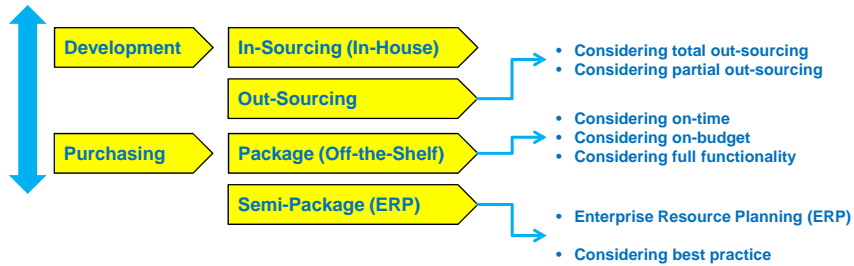 Development
In-Sourcing (In-House)
Out-Sourcing
• Considering total out-sourcing
• Considering partial out-sourcing
Purchasing
Package (Off-the-Shelf)
• Considering on-time
• Considering on-budget
• Considering full functionality
Semi-Package (ERP)
• Enterprise Resource Planning (ERP)
• Considering best practice